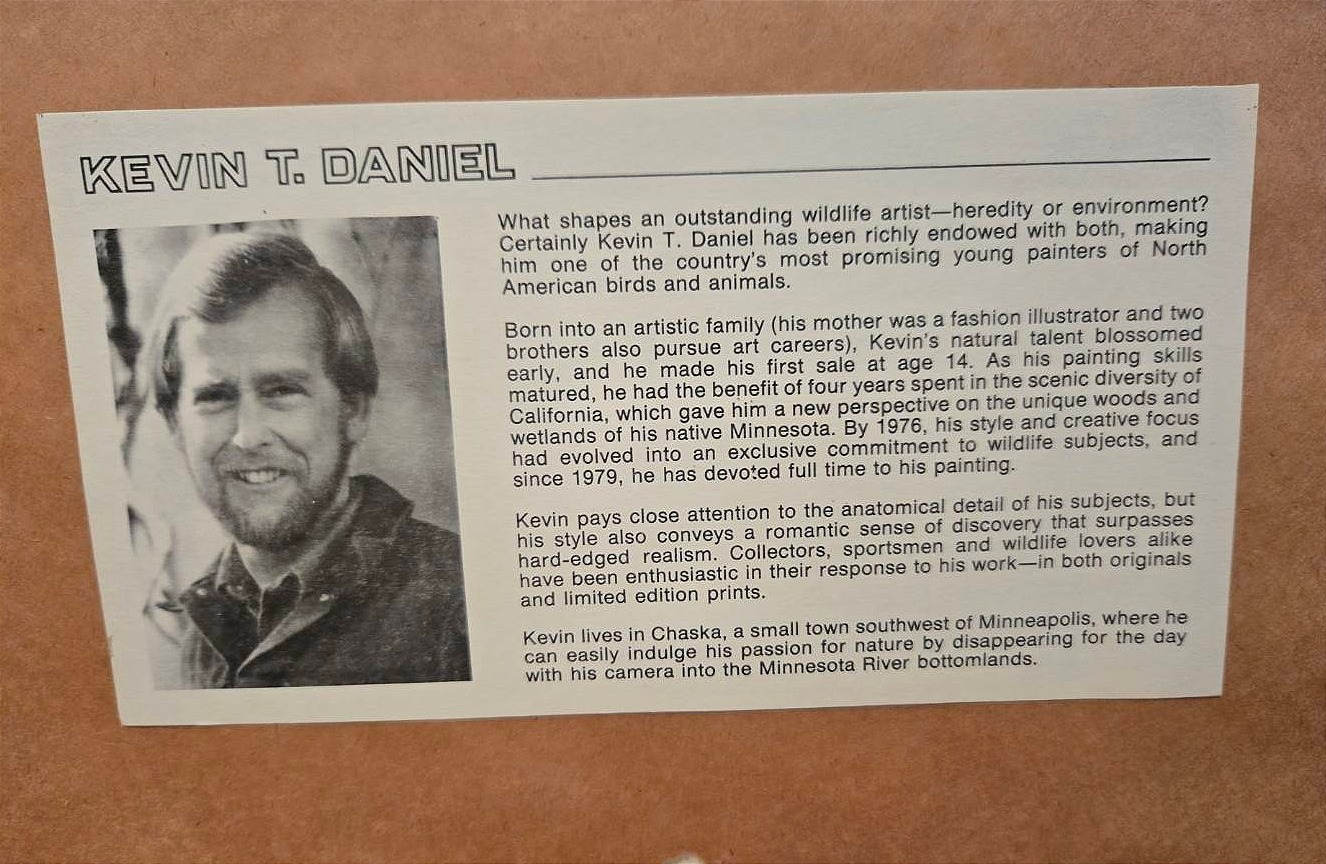 KEVIN T. DANIEL
What shapes an outstanding wildlife artist—heredity or environment?
Certainly Kevin T. Daniel has been richly endowed with both, making
him one of the country's most promising young painters of North
American birds and animals.
Born into an artistic family (his mother was a fashion illustrator and two
brothers also pursue art careers), Kevin's natural talent blossomed
early, and he made his first sale at age 14. As his painting skills
matured, he had the benefit of four years spent in the scenic diversity of
California, which gave him a new perspective on the unique woods and
wetlands of his native Minnesota. By 1976, his style and creative focus
had evolved into an exclusive commitment to wildlife subjects, and
since 1979, he has devoted full time to his painting.
Kevin pays close attention to the anatomical detail of his subjects, but
his style also conveys a romantic sense of discovery that surpasses
hard-edged realism. Collectors, sportsmen and wildlife lovers alike
have been enthusiastic in their response to his work—in both originals
and limited edition prints.
Kevin lives in Chaska, a small town southwest of Minneapolis, where he
can easily indulge his passion for nature by disappearing for the day
with his camera into the Minnesota River bottomlands.